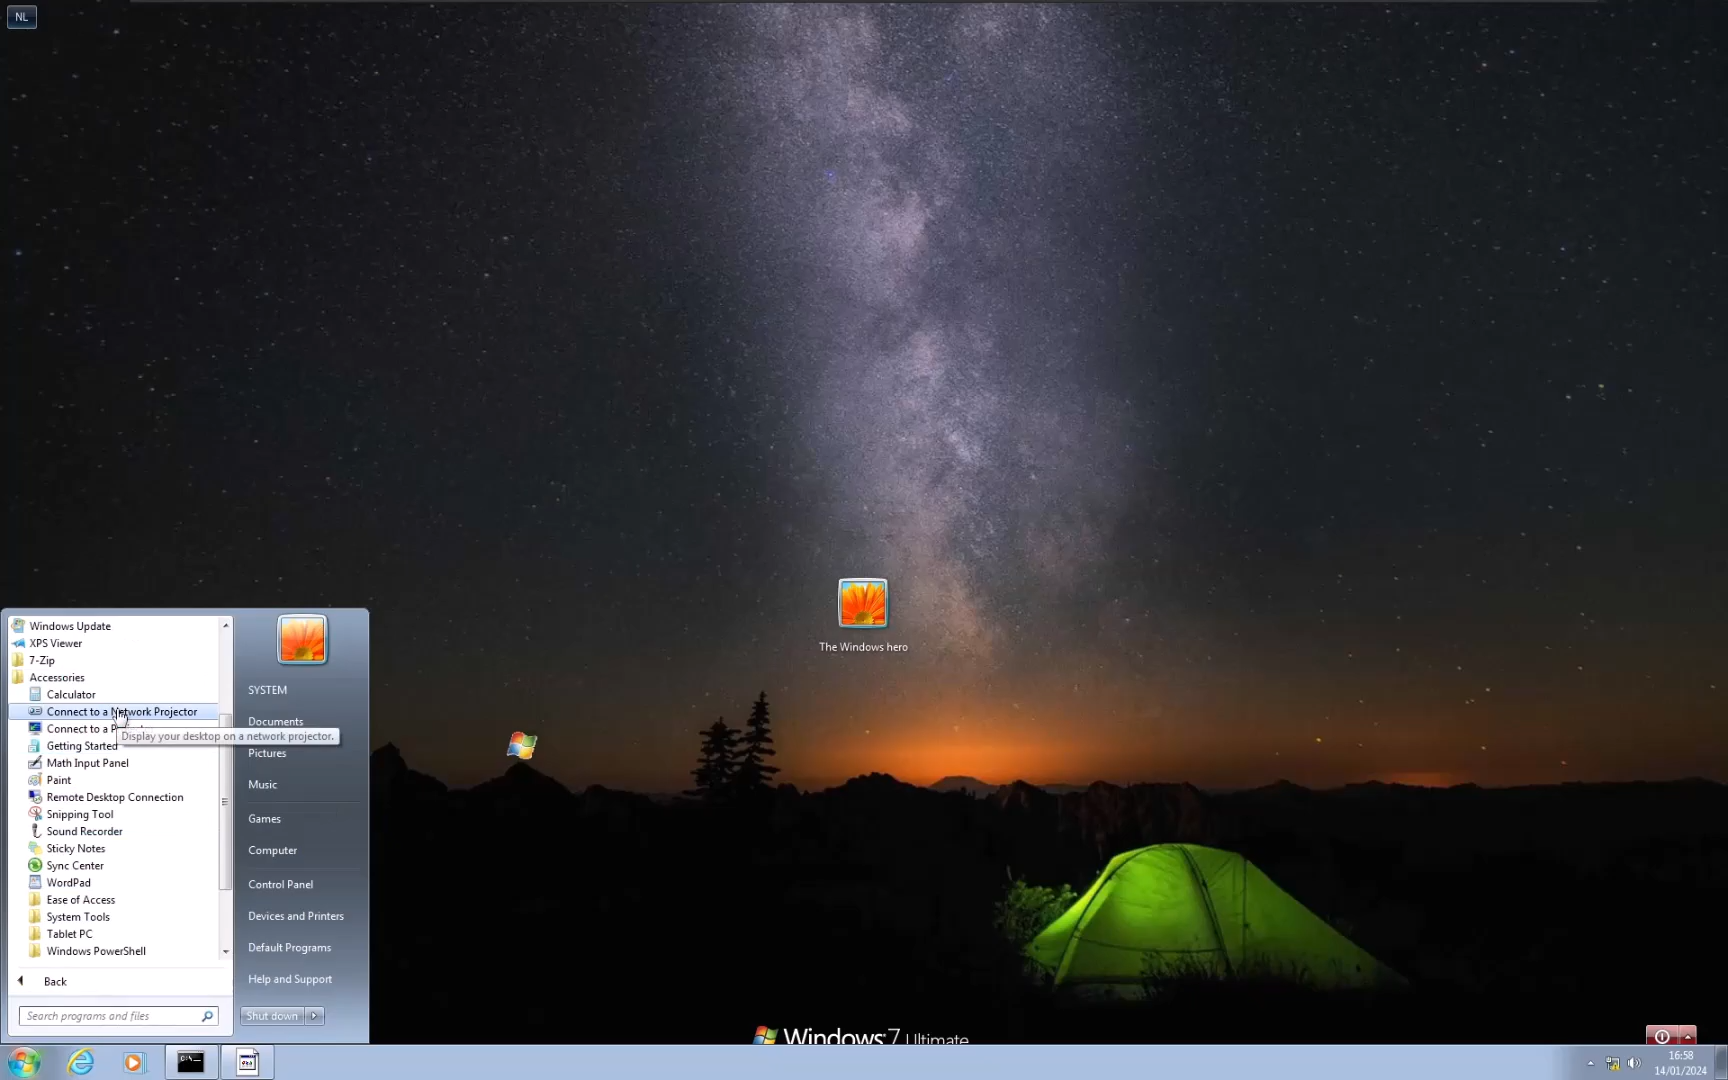 NL
The Windows hero
Windows Update
XPS Viewer
7-Zip
Accessories
Calculator
Connect to a Network Projector
Connect to a P
Display your desktop on a network projector.
Getting Started
Math Input Panel
Paint
Remote Desktop Connection
Snipping Tool
Sound Recorder
Sticky Notes
Sync Center
WordPad
Ease of Access
System Tools
Tablet PC
Windows PowerShell
Back
Search programs and files
SYSTEM
Documents
Pictures
Music
Games
Computer
Control Panel
Devices and Printers
Default Programs
Help and Support
Shut down
Windows 7 Ultimate
C:\_
16:58
14/01/2024